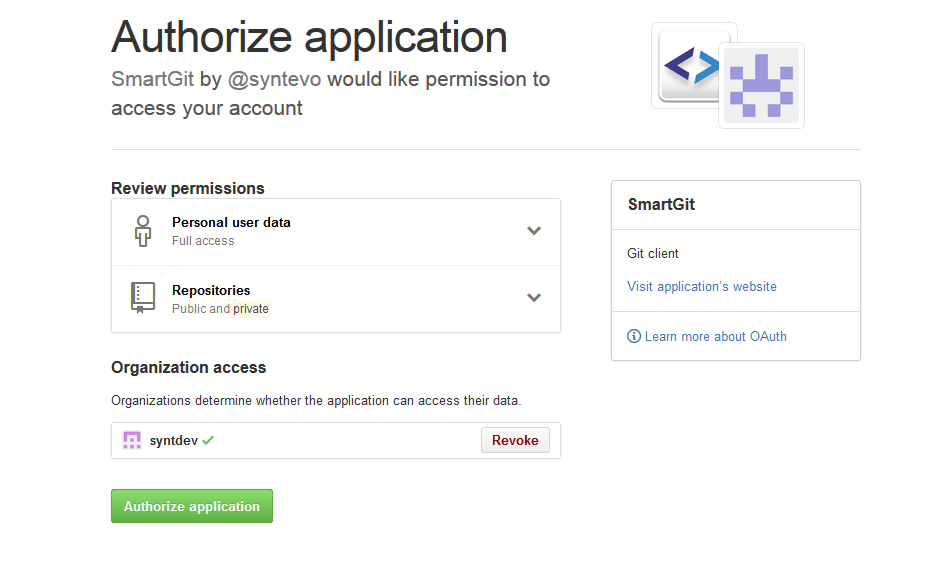 Authorize application
SmartGit by @syntevo would like permission to
access your account
Review permissions
Personal user data
Full access
Repositories
Public and private
Organization access
Organizations determine whether the application can access their data.
syntdev
Revoke
Authorize application
SmartGit
Git client
Visit application's website
Learn more about OAuth